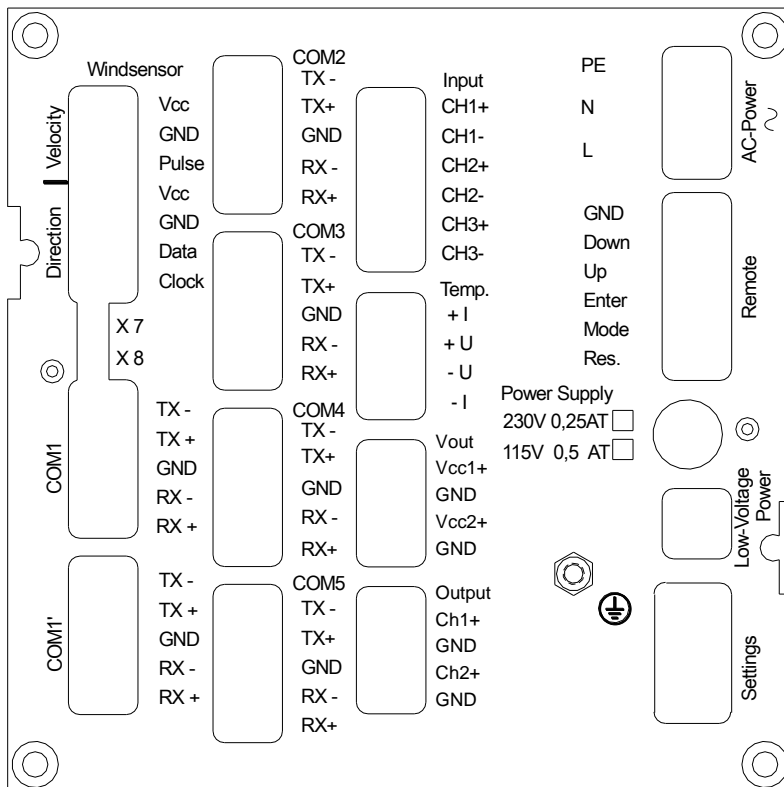 Windsensor
Velocity
Direction
Vcc
GND
Pulse
Vcc
GND
Data
Clock
X 7
X 8
COM1
TX -
TX +
GND
RX -
RX +
COM1'
TX -
TX +
GND
RX -
RX +
COM2
TX -
TX+
GND
RX -
RX+
COM3
TX -
TX+
GND
RX -
RX+
COM4
TX -
TX+
GND
RX -
RX+
COM5
TX -
TX+
GND
RX -
RX+
Input
CH1+
CH1-
CH2+
CH2-
CH3+
CH3-
Temp.
+ I
+ U
- U
- I
Vout
Vcc1+
GND
Vcc2+
GND
Output
Ch1+
GND
Ch2+
GND
PE
N
L
AC-Power ~
GND
Down
Up
Enter
Mode
Res.
Remote
Power Supply
230V 0,25AT
115V 0,5 AT
Low-Voltage
Power
Settings